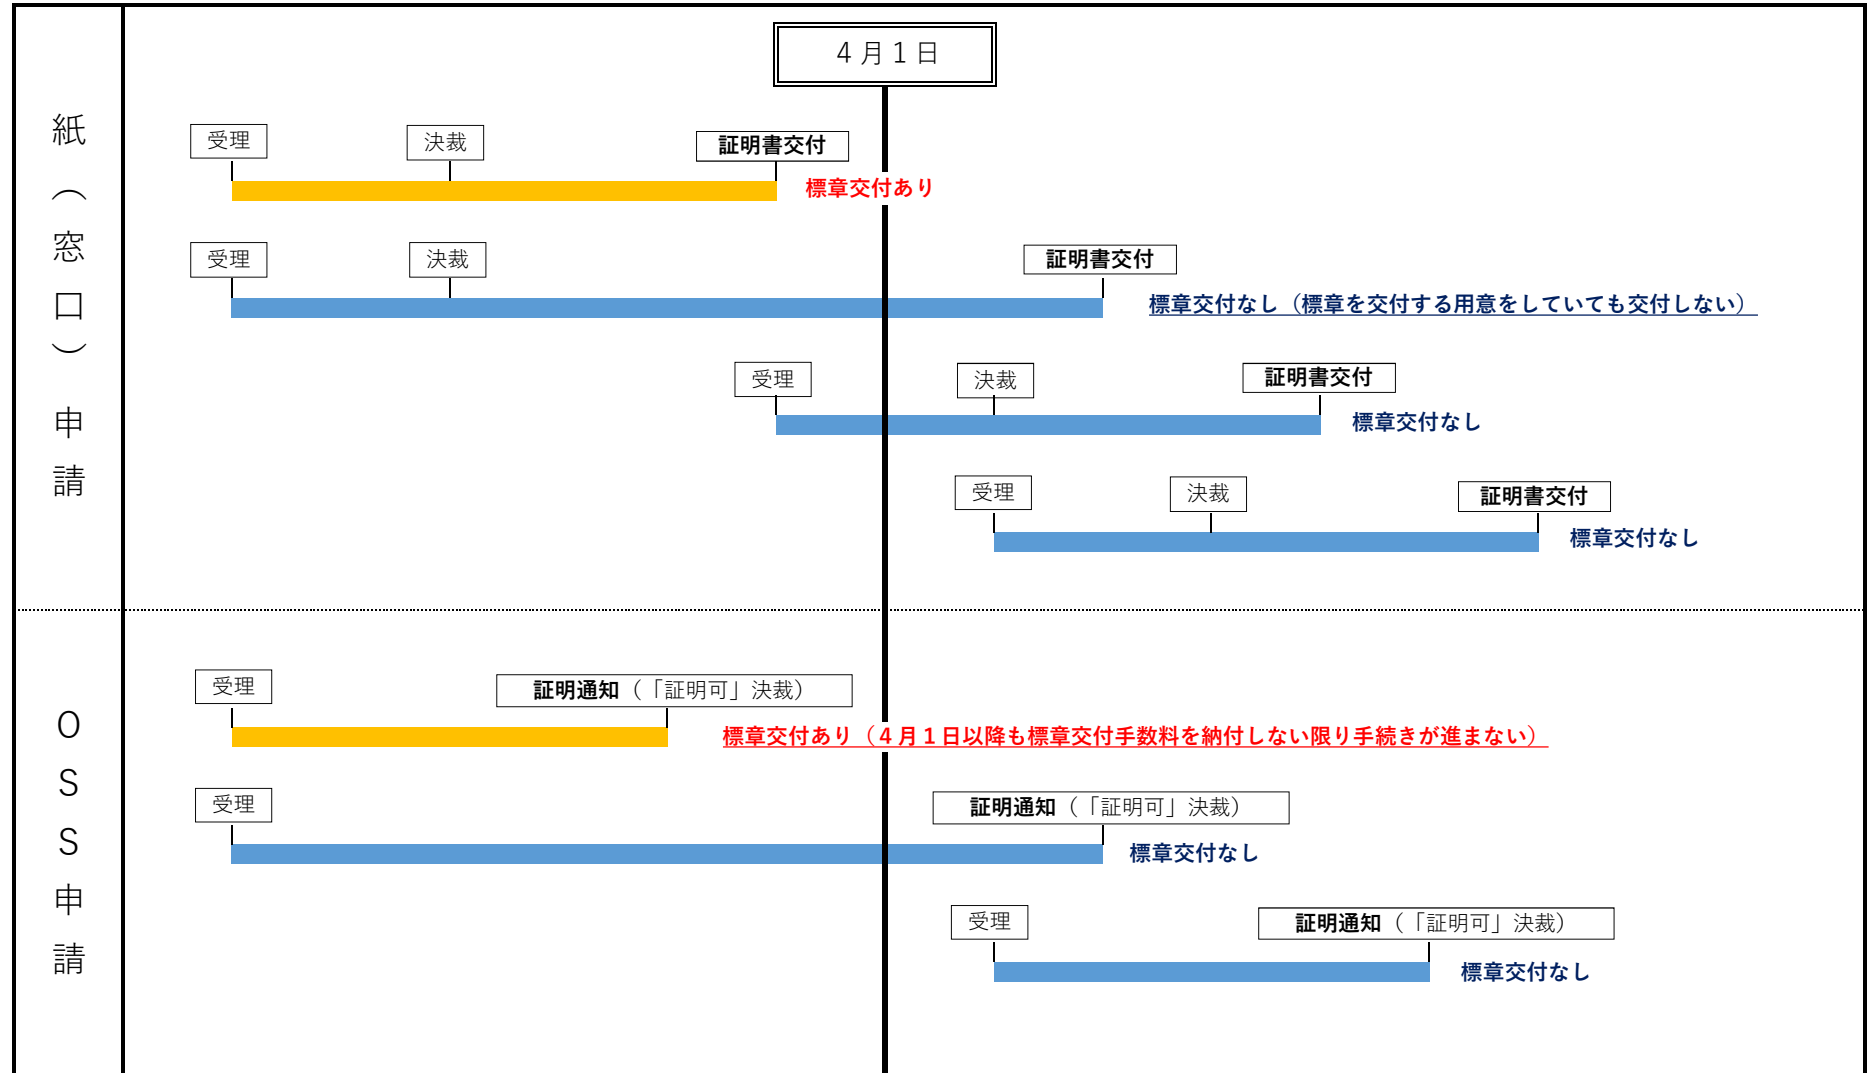 4月1日
紙（窓口）申請
受理
決裁
証明書交付
標章交付あり
受理
決裁
証明書交付
標章交付なし（標章を交付する用意をしていても交付しない）
受理
決裁
証明書交付
標章交付なし
受理
決裁
証明書交付
標章交付なし
OSS申請
受理
証明通知（「証明可」決裁）
標章交付あり（4月1日以降も標章交付手数料を納付しない限り手続きが進まない）
受理
証明通知（「証明可」決裁）
標章交付なし
受理
証明通知（「証明可」決裁）
標章交付なし